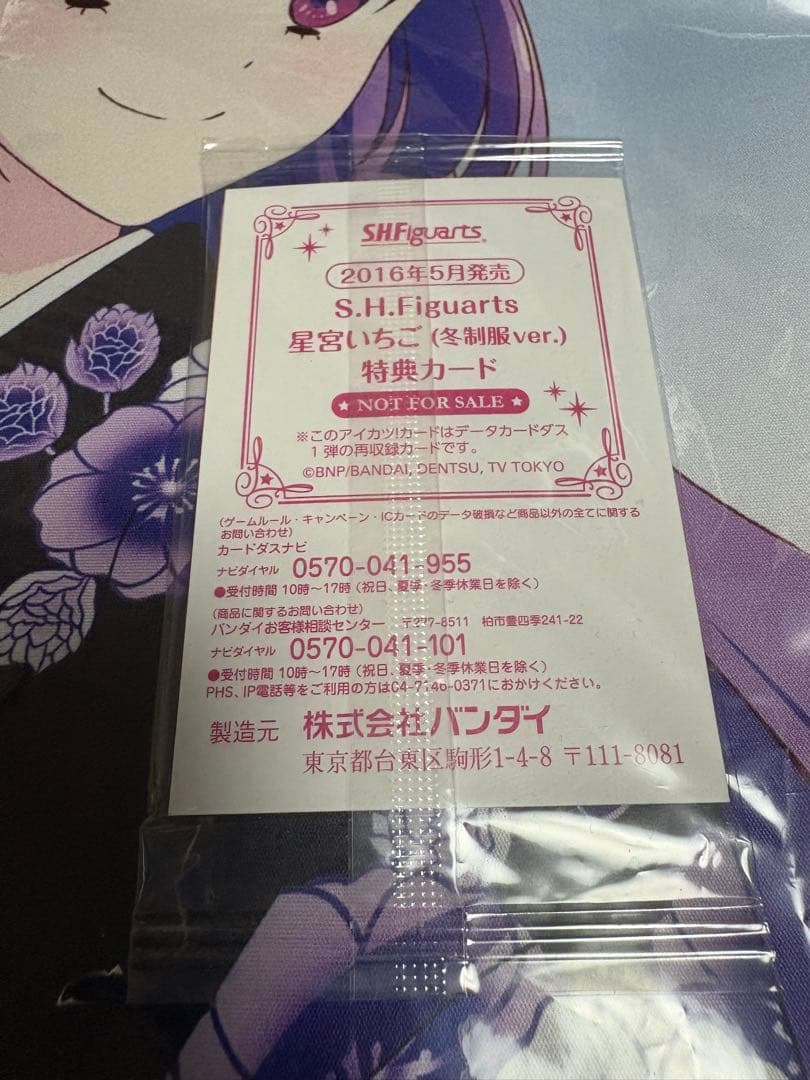 S.H.Figuarts
2016年5月発売
S.H.Figuarts
星宮いちご (冬制服ver.)
特典カード
★ NOT FOR SALE ★
※このアイカツ!カードはデータカードダス
1弾の再収録カードです。
©BNP/BANDAI, DENTSU, TV TOKYO
(ゲームルール・キャンペーン・ICカードのデータ破損など商品以外の全てに関する
お問い合わせ)
カードダスナビ
ナビダイヤル 0570-041-955
●受付時間 10時〜17時 (祝日、夏季・冬季休業日を除く)
(商品に関するお問い合わせ)
バンダイお客様相談センター 〒277-8511 柏市豊四季241-22
ナビダイヤル 0570-041-101
●受付時間 10時〜17時 (祝日、夏季・冬季休業日を除く)
PHS、IP電話等をご利用の方は04-7146-0371におかけください。
製造元 株式会社バンダイ
東京都台東区駒形1-4-8 〒111-8081